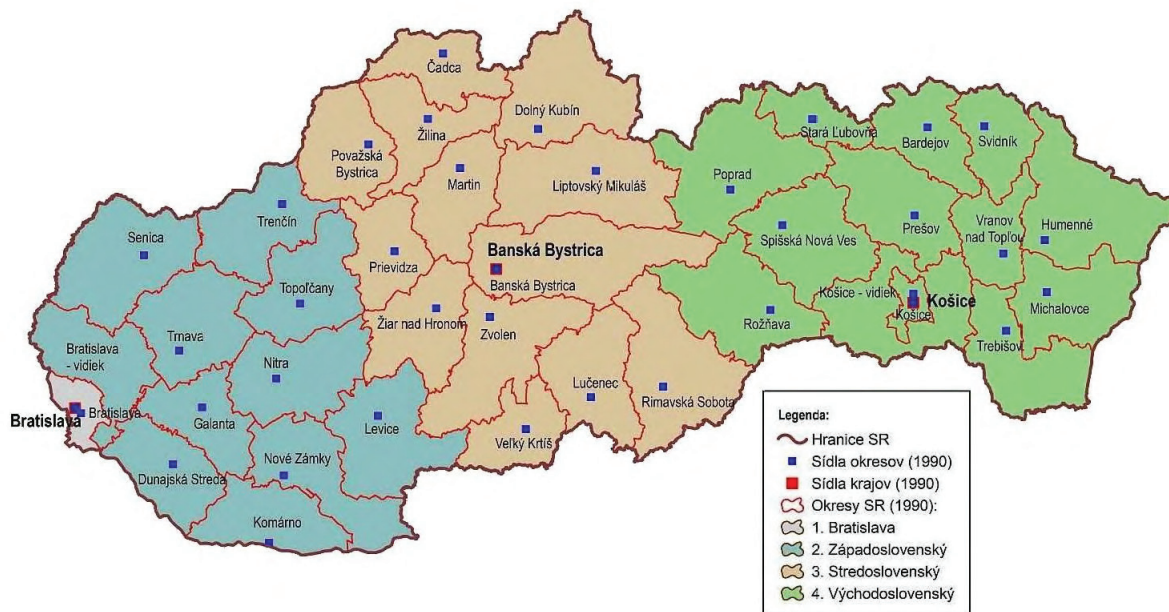 Čadca
Dolný Kubín
Žilina
Stará Ľubovňa
Bardejov
Svidník
Považská
Bystrica
Martin
Liptovský Mikuláš
Poprad
Trenčín
Senica
Prievidza
Banská Bystrica
Banská Bystrica
Spišská Nová Ves
Prešov
Vranov
nad Topľou
Humenné
Topoľčany
Žiar nad Hronom
Zvolen
Rožňava
Košice - vidiek
Košice
Košice
Michalovce
Trnava
Bratislava
- vidiek
Nitra
Trebišov
Lučenec
Rimavská Sobota
Bratislava
Bratislava
Galanta
Levice
Veľký Krtíš
Dunajská Streda
Nové Zámky
Komárno
Legenda:
Hranice SR
Sídla okresov (1990)
Sídla krajov (1990)
Okresy SR (1990):
1. Bratislava
2. Západoslovenský
3. Stredoslovenský
4. Východoslovenský